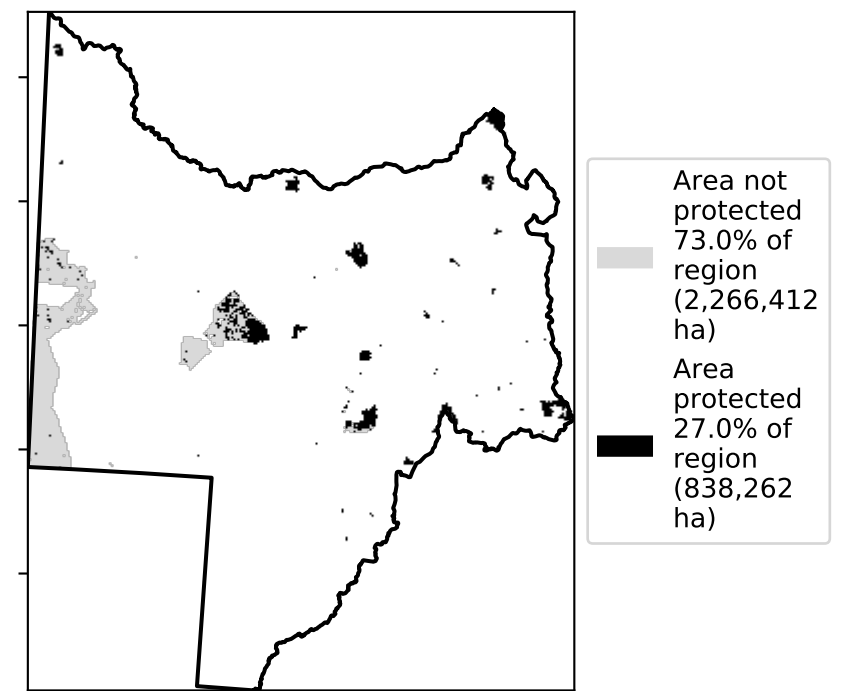 Area not
protected
73.0% of
region
(2,266,412
ha)
Area
protected
27.0% of
region
(838,262
ha)